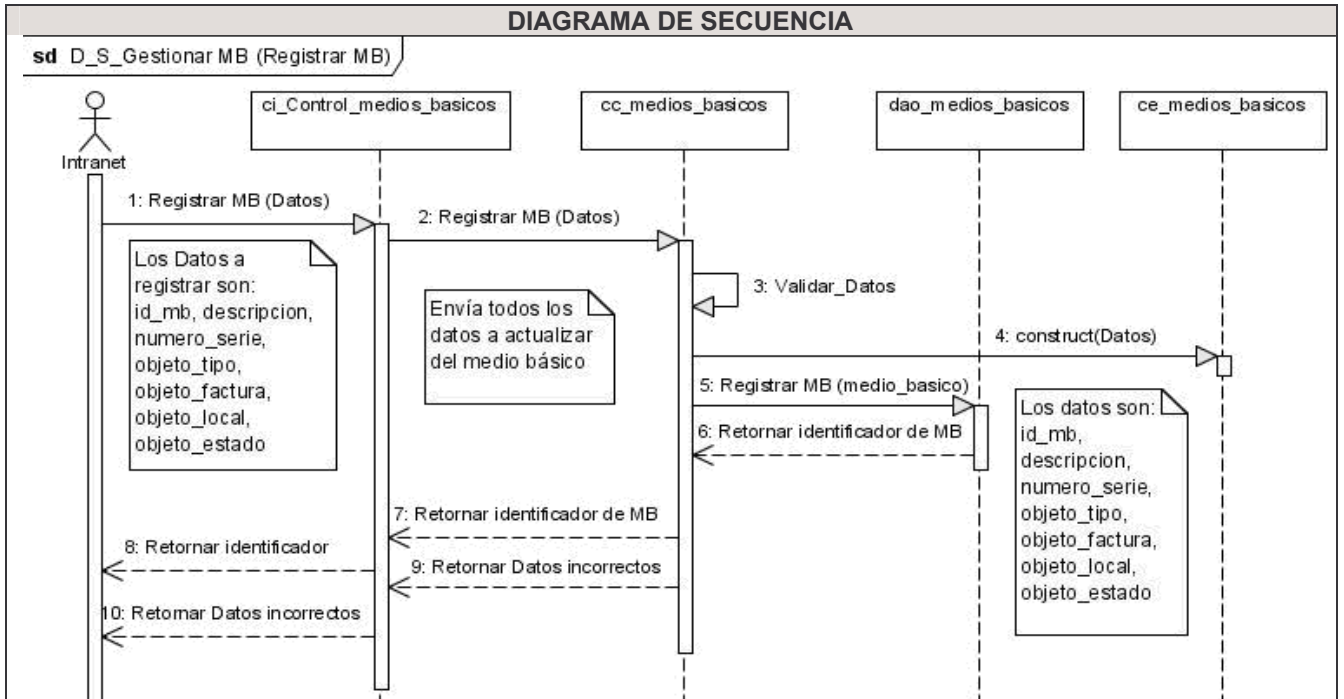 DIAGRAMA DE SECUENCIA
sd D_S_Gestionar MB (Registrar MB)
Intranet
ci_Control_medios_basicos
cc_medios_basicos
dao_medios_basicos
ce_medios_basicos
1: Registrar MB (Datos)
2: Registrar MB (Datos)
Los Datos a
registrar son:
id_mb, descripcion,
numero_serie,
objeto_tipo,
objeto_factura,
objeto_local,
objeto_estado
Envía todos los
datos a actualizar
del medio básico
3: Validar_Datos
4: construct(Datos)
5: Registrar MB (medio_basico)
6: Retornar identificador de MB
Los datos son:
id_mb,
descripcion,
numero_serie,
objeto_tipo,
objeto_factura,
objeto_local,
objeto_estado
7: Retornar identificador de MB
8: Retornar identificador
9: Retornar Datos incorrectos
10: Retornar Datos incorrectos